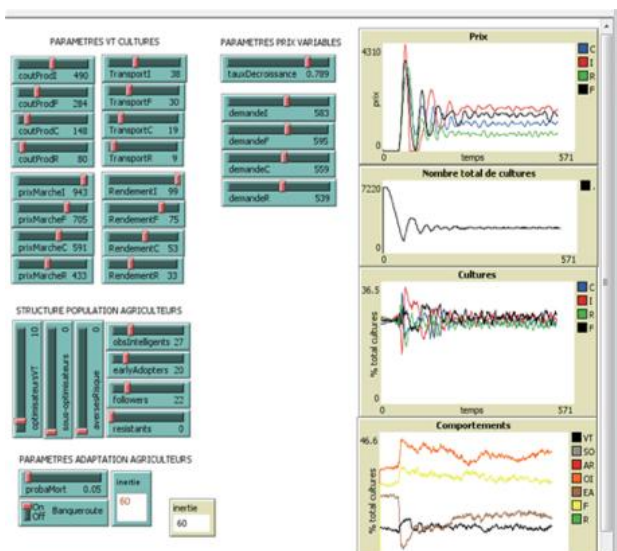 PARAMETRES VT CULTURES
coutProdI 490
TransportI 38
coutProdF 284
TransportF 30
coutProdC 148
TransportC 19
coutProdR 80
TransportR 9
prixMarcheI 943
RendementI 99
prixMarcheF 705
RendementF 75
prixMarcheC 591
RendementC 53
prixMarcheR 433
RendementR 33
PARAMETRES PRIX VARIABLES
tauxDecroissance 0.789
demandeI 583
demandeF 595
demandeC 559
demandeR 539
STRUCTURE POPULATION AGRICULTEURS
optimisateursVT 10
sous-optimisateurs 0
aversesRisque 0
obsIntelligents 27
earlyAdopters 20
followers 22
resistants 0
PARAMETRES ADAPTATION AGRICULTEURS
probaMort 0.05
On
Off
Banqueroute
inertie
60
inertie
60
Prix
4310
prix
0
0
temps
571
C
I
R
F
Nombre total de cultures
7220
0
0
571
Cultures
36.5
% total cultures
0
0
temps
571
C
I
R
F
Comportements
46.6
% total cultures
VT
SO
AR
OI
EA
F
R